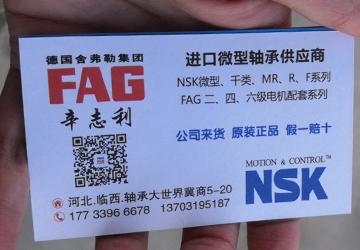 德国舍弗勒集团
FAG
辛志利
进口微型轴承供应商
NSK微型、千类、MR、R、F系列
FAG 二、四、六级电机配套系列
公司来货 原装正品 假一赔十
MOTION & CONTROL™
NSK
河北.临西.轴承大世界冀商5-20
177 3396 6678 13703195187